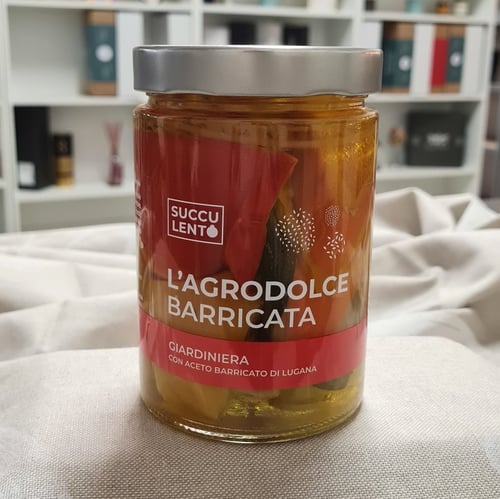 SUCCU
LENTO
L'AGRODOLCE
BARRICATA
GIARDINIERA
CON ACETO BARRICATO DI LUGANA